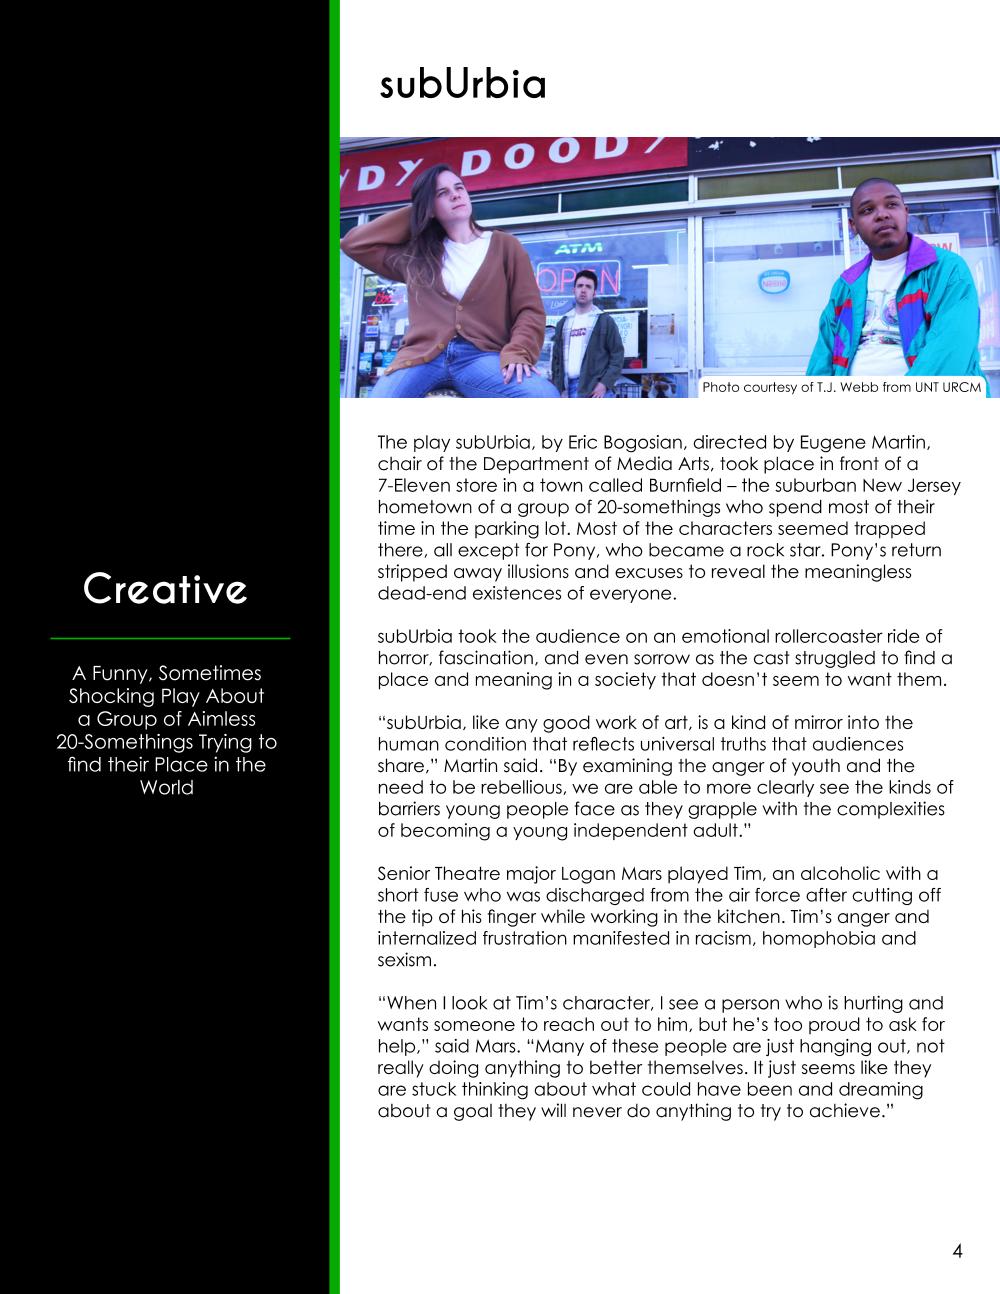 subUrbia
DY DOODY
ATM
OPEN
Nestle
Photo courtesy of T.J. Webb from UNT URCM
Creative
A Funny, Sometimes
Shocking Play About
a Group of Aimless
20-Somethings Trying to
find their Place in the
World
The play subUrbia, by Eric Bogosian, directed by Eugene Martin,
chair of the Department of Media Arts, took place in front of a
7-Eleven store in a town called Burnfield – the suburban New Jersey
hometown of a group of 20-somethings who spend most of their
time in the parking lot. Most of the characters seemed trapped
there, all except for Pony, who became a rock star. Pony’s return
stripped away illusions and excuses to reveal the meaningless
dead-end existences of everyone.
subUrbia took the audience on an emotional rollercoaster ride of
horror, fascination, and even sorrow as the cast struggled to find a
place and meaning in a society that doesn’t seem to want them.
“subUrbia, like any good work of art, is a kind of mirror into the
human condition that reflects universal truths that audiences
share,” Martin said. “By examining the anger of youth and the
need to be rebellious, we are able to more clearly see the kinds of
barriers young people face as they grapple with the complexities
of becoming a young independent adult.”
Senior Theatre major Logan Mars played Tim, an alcoholic with a
short fuse who was discharged from the air force after cutting off
the tip of his finger while working in the kitchen. Tim’s anger and
internalized frustration manifested in racism, homophobia and
sexism.
“When I look at Tim’s character, I see a person who is hurting and
wants someone to reach out to him, but he’s too proud to ask for
help,” said Mars. “Many of these people are just hanging out, not
really doing anything to better themselves. It just seems like they
are stuck thinking about what could have been and dreaming
about a goal they will never do anything to try to achieve.”
4